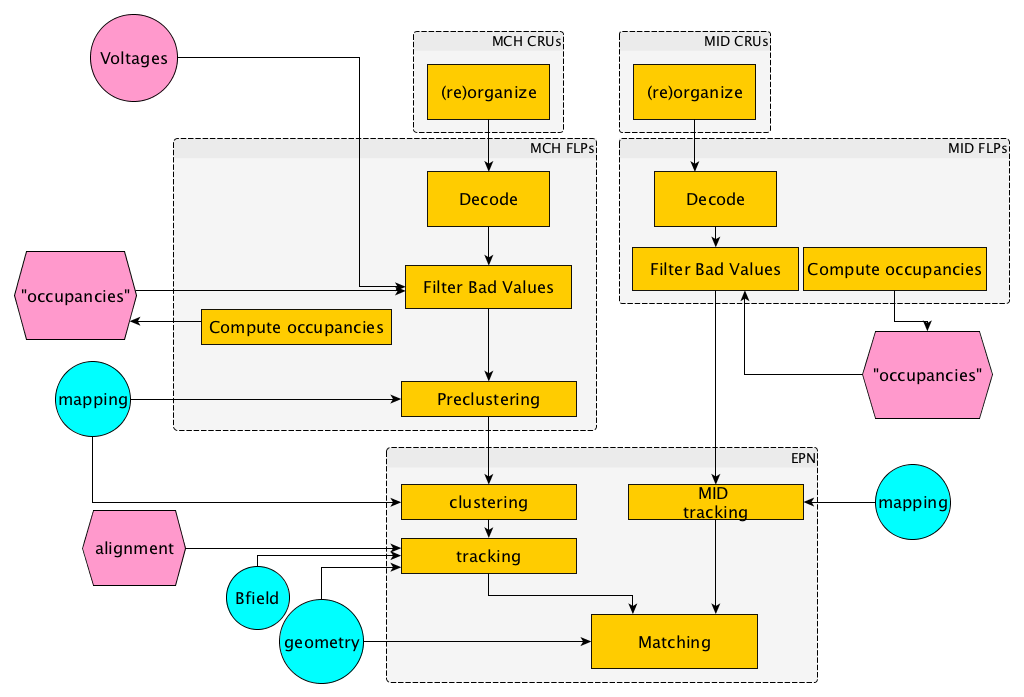 Voltages
MCH CRUs
(re)organize
MID CRUs
(re)organize
MCH FLPs
Decode
Filter Bad Values
"occupancies"
Compute occupancies
mapping
Preclustering
MID FLPs
Decode
Filter Bad Values
Compute occupancies
"occupancies"
EPN
clustering
MID
tracking
mapping
alignment
tracking
Bfield
geometry
Matching